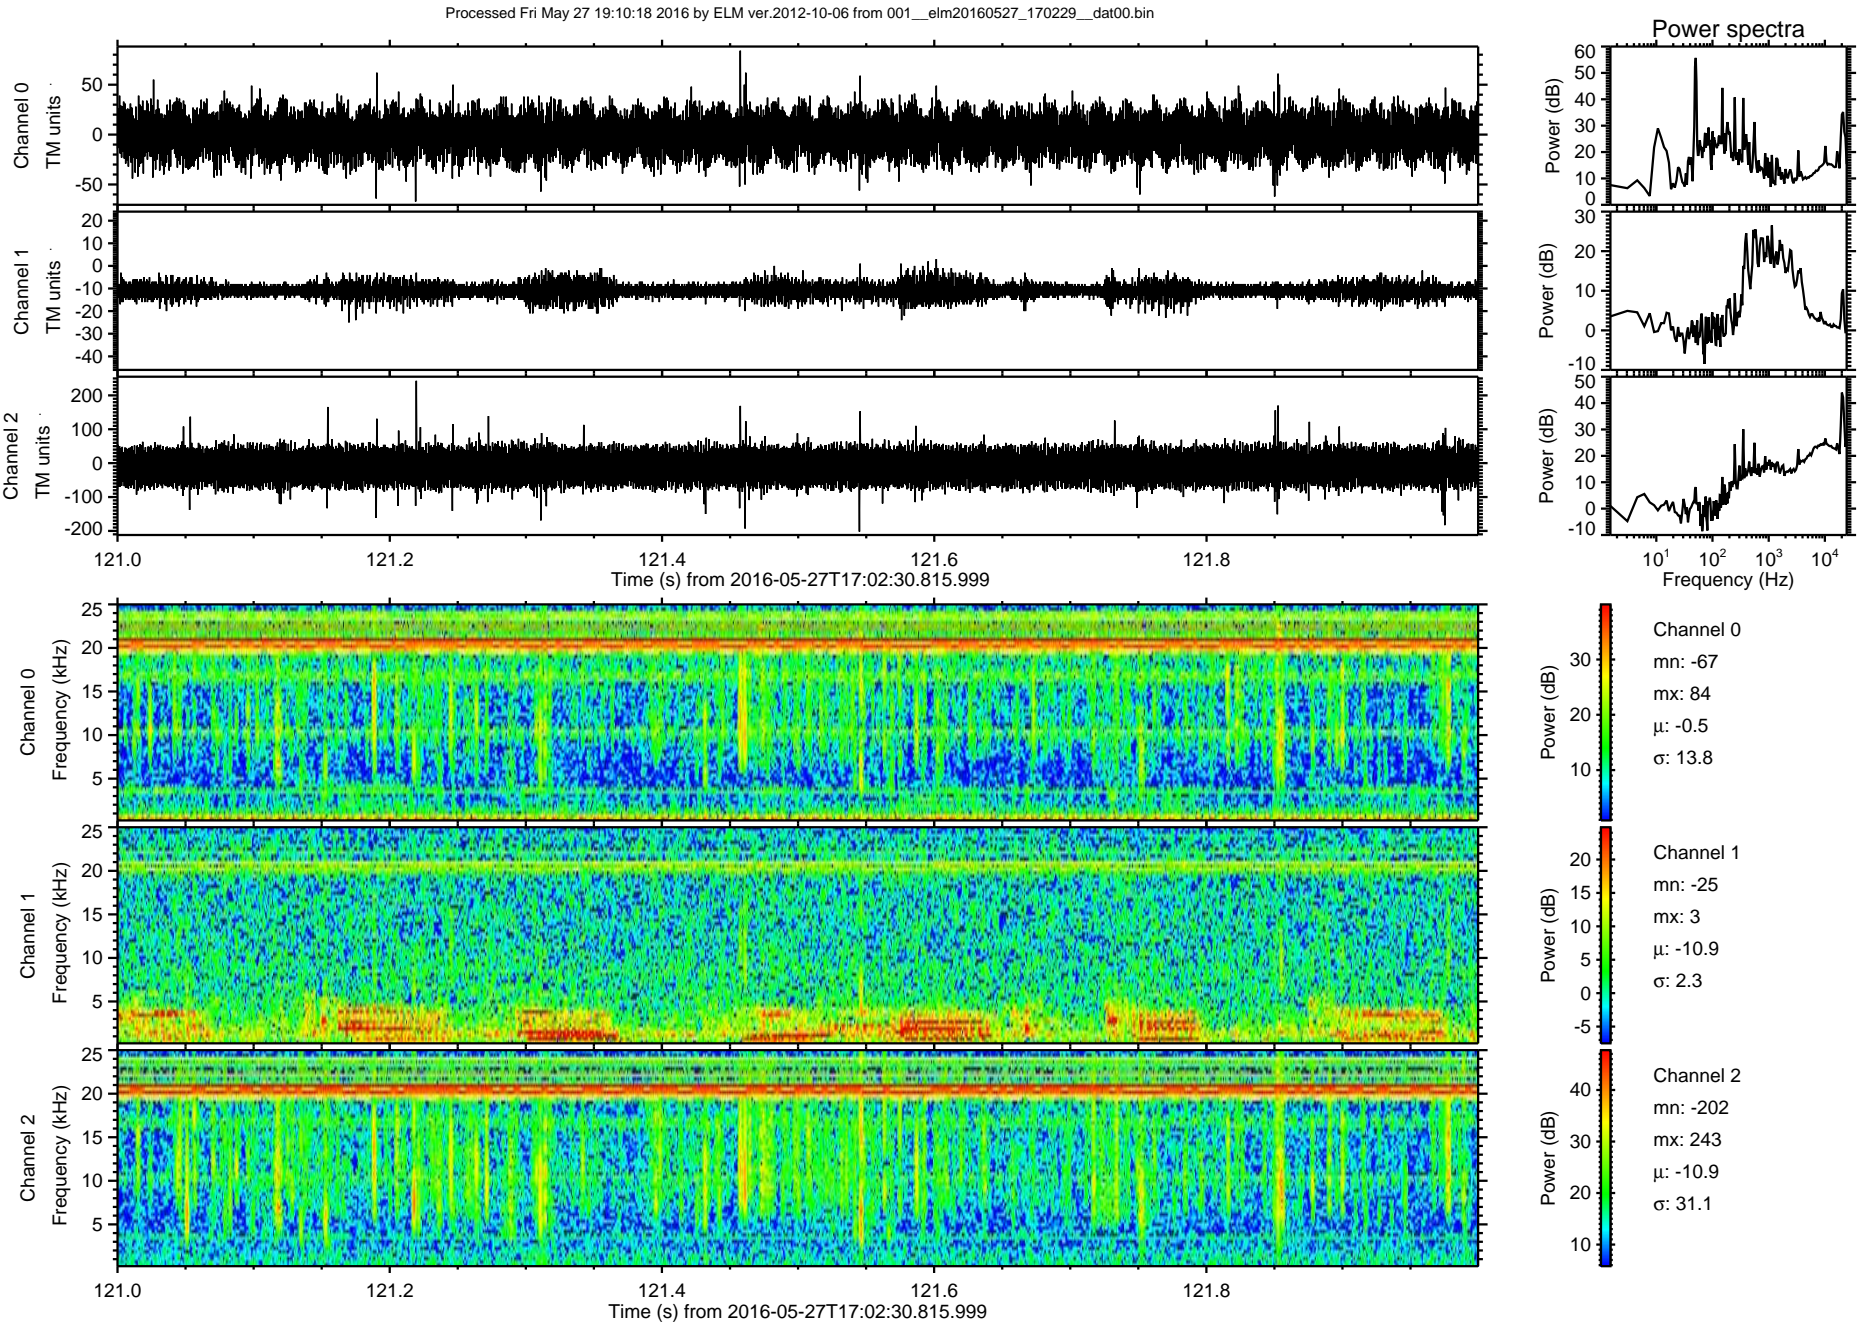 Processed Fri May 27 19:10:18 2016 by ELM ver.2012-10-06 from 001__elm20160527_170229__dat00.bin
Power spectra
Channel 0
TM units
50
0
-50
Power (dB)
60
50
40
30
20
10
0
Channel 1
TM units
20
10
0
-10
-20
-30
-40
Power (dB)
30
20
10
0
-10
Channel 2
TM units
200
100
0
-100
-200
Power (dB)
50
40
30
20
10
0
-10
121.0 121.2 121.4 121.6 121.8
Time (s) from 2016-05-27T17:02:30.815.999
10¹ 10² 10³ 10⁴
Frequency (Hz)
Channel 0
Frequency (kHz)
25
20
15
10
5
Power (dB)
30
20
10
Channel 0
mn: -67
mx: 84
μ: -0.5
σ: 13.8
Channel 1
Frequency (kHz)
25
20
15
10
5
Power (dB)
20
15
10
5
0
-5
Channel 1
mn: -25
mx: 3
μ: -10.9
σ: 2.3
Channel 2
Frequency (kHz)
25
20
15
10
5
Power (dB)
40
30
20
10
Channel 2
mn: -202
mx: 243
μ: -10.9
σ: 31.1
121.0 121.2 121.4 121.6 121.8
Time (s) from 2016-05-27T17:02:30.815.999